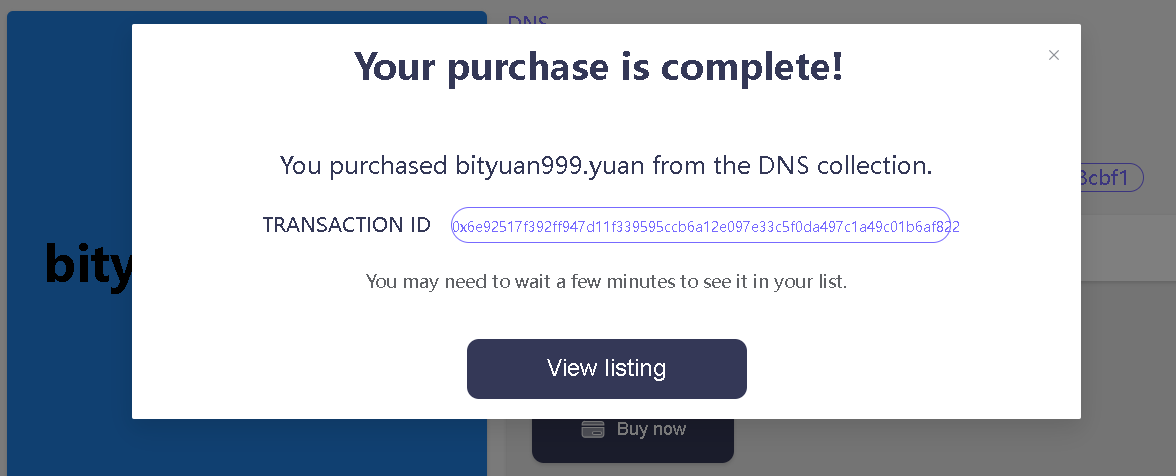 DNS
Your purchase is complete!
You purchased bityuan999.yuan from the DNS collection.
8cbf1
TRANSACTION ID 0x6e92517f392ff947d11f339595ccb6a12e097e33c5f0da497c1a49c01b6af822
bity
You may need to wait a few minutes to see it in your list.
View listing
Buy now